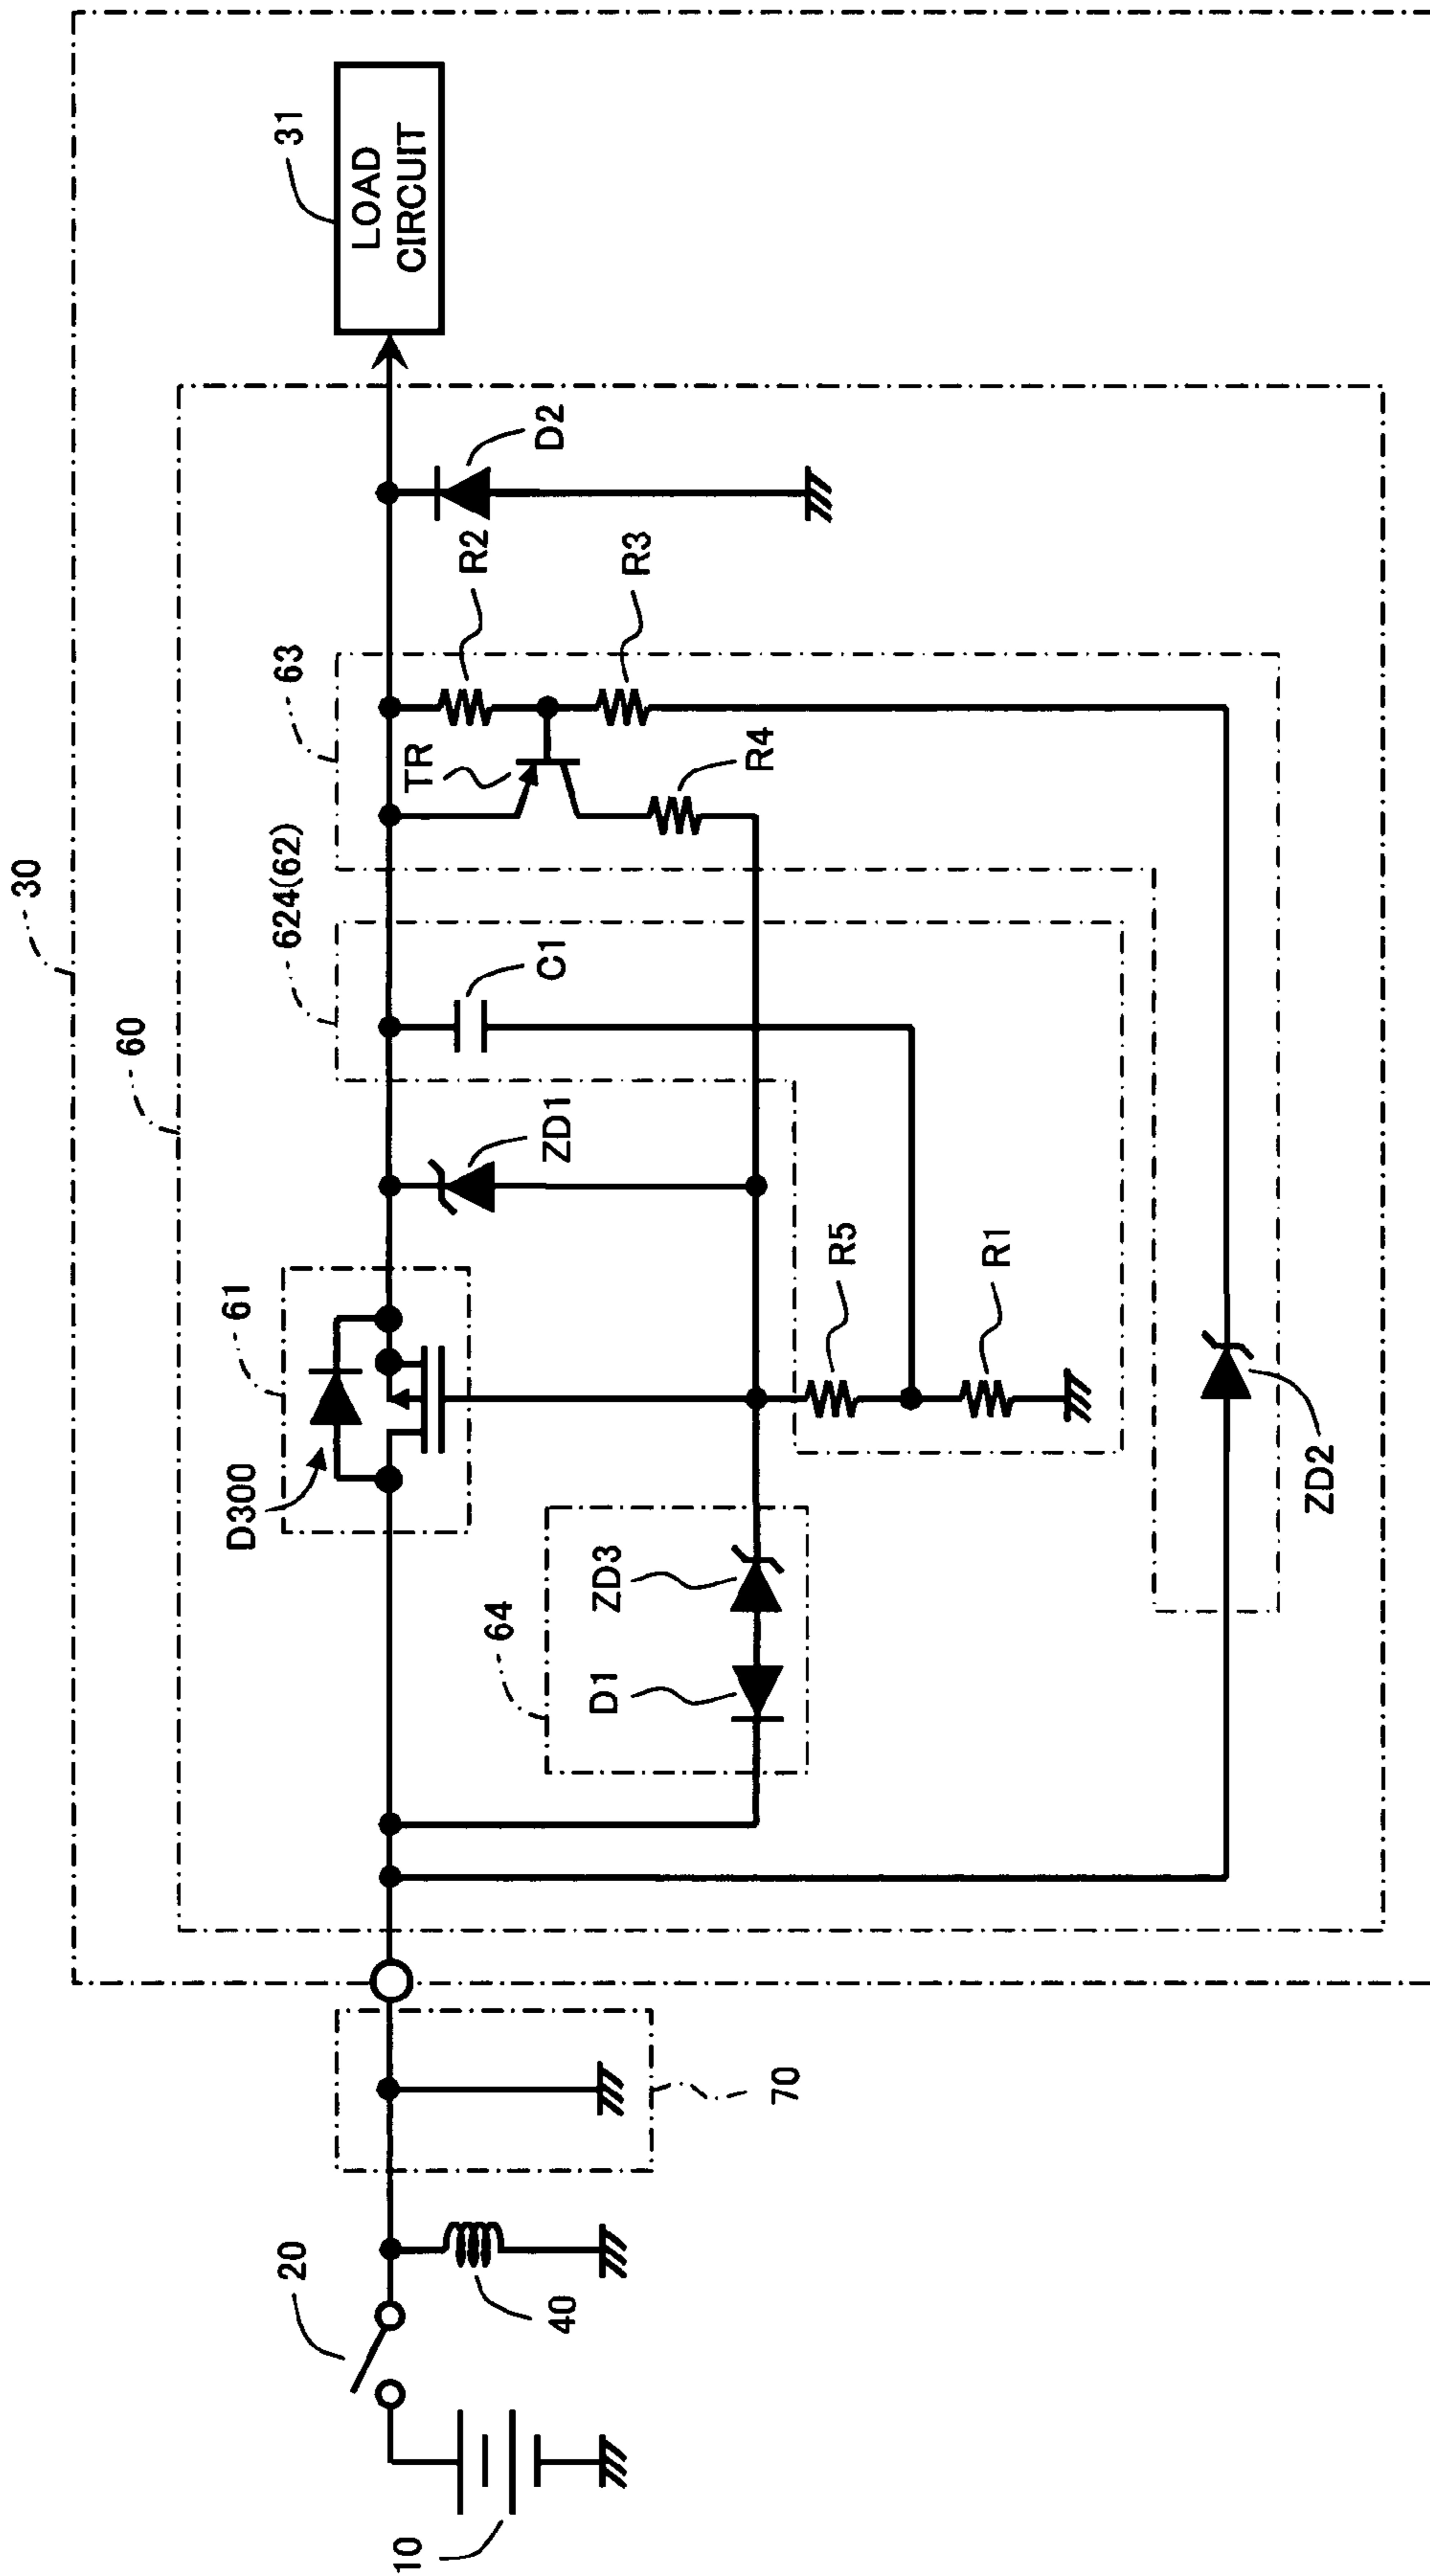 30
60
31
LOAD
CIRCUIT
D2
63
R2
R3
TR
R4
624(62)
C1
ZD1
61
D300
R5
R1
64
ZD3
D1
ZD2
70
20
40
10